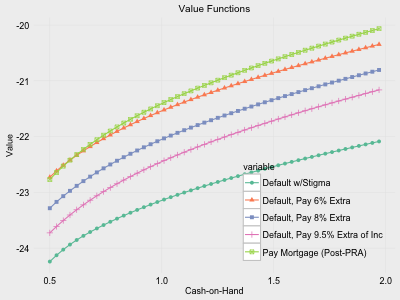 Value Functions
-20
-21
-22
-23
-24
Value
variable
Default w/Stigma
Default, Pay 6% Extra
Default, Pay 8% Extra
Default, Pay 9.5% Extra of Inc
Pay Mortgage (Post-PRA)
0.5 1.0 1.5 2.0
Cash-on-Hand